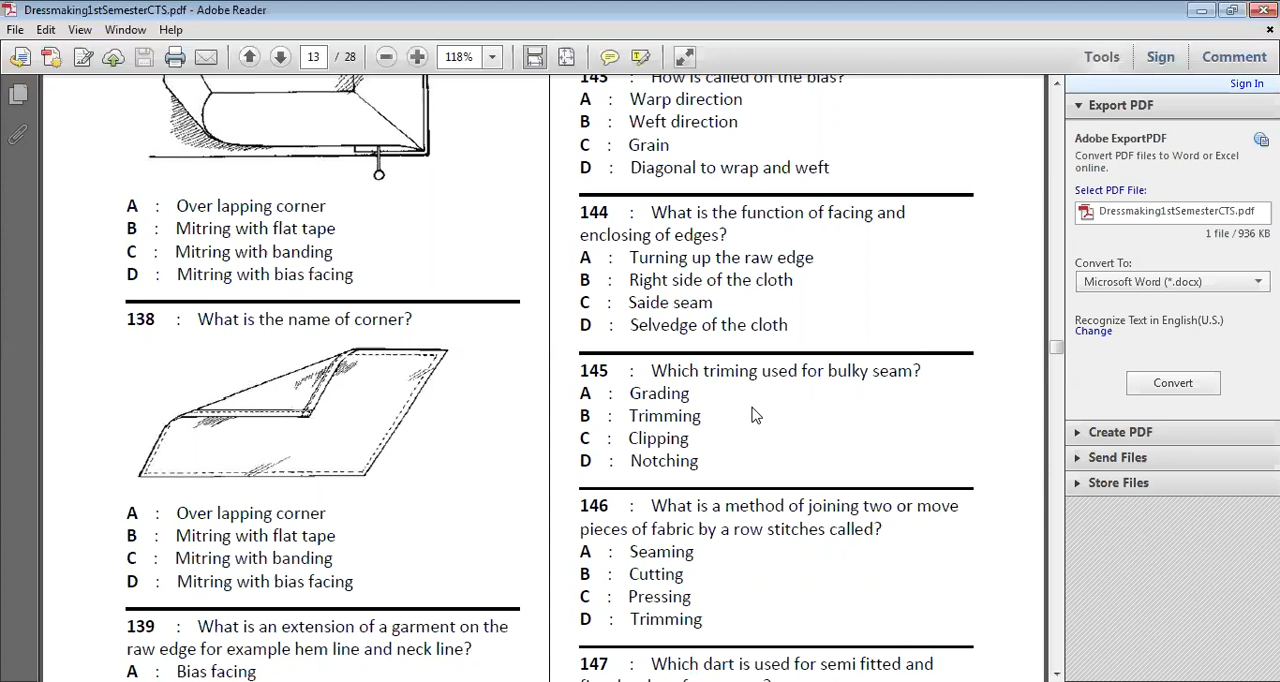 Dressmaking1stSemesterCTS.pdf - Adobe Reader
File Edit View Window Help
13 / 28 118% Tools Sign Comment
A : Over lapping corner
B : Mitring with flat tape
C : Mitring with banding
D : Mitring with bias facing
138 : What is the name of corner?
A : Over lapping corner
B : Mitring with flat tape
C : Mitring with banding
D : Mitring with bias facing
139 : What is an extension of a garment on the
raw edge for example hem line and neck line?
A : Bias facing
143 : How is called on the bias?
A : Warp direction
B : Weft direction
C : Grain
D : Diagonal to wrap and weft
144 : What is the function of facing and
enclosing of edges?
A : Turning up the raw edge
B : Right side of the cloth
C : Saide seam
D : Selvedge of the cloth
145 : Which triming used for bulky seam?
A : Grading
B : Trimming
C : Clipping
D : Notching
146 : What is a method of joining two or move
pieces of fabric by a row stitches called?
A : Seaming
B : Cutting
C : Pressing
D : Trimming
147 : Which dart is used for semi fitted and
Sign In
Export PDF
Adobe ExportPDF
Convert PDF files to Word or Excel
online.
Select PDF File:
Dressmaking1stSemesterCTS.pdf
1 file / 936 KB
Convert To:
Microsoft Word (*.docx)
Recognize Text in English(U.S.)
Change
Convert
Create PDF
Send Files
Store Files